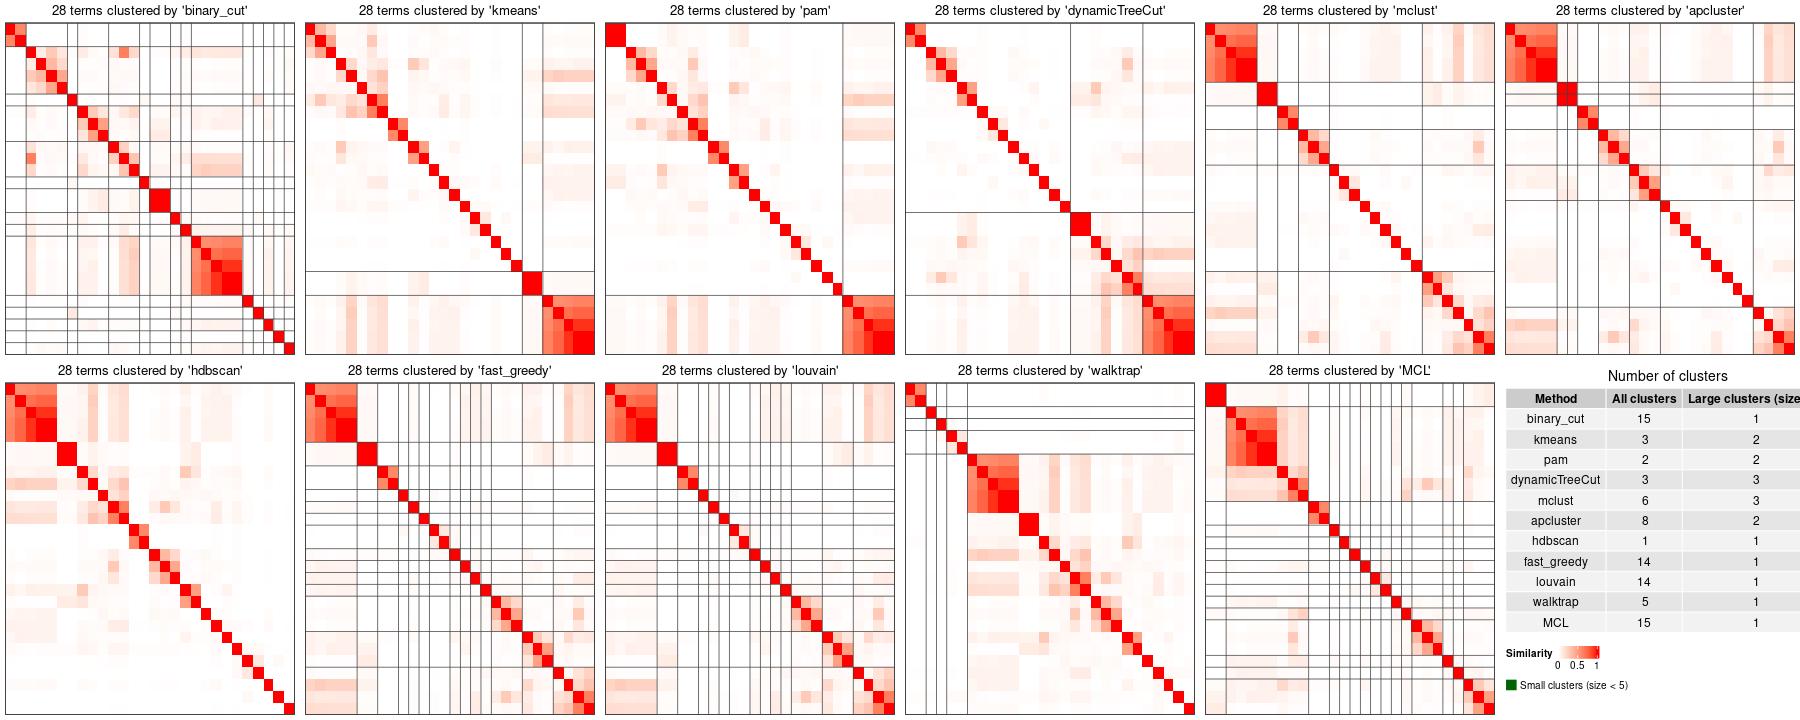 28 terms clustered by 'binary_cut'
28 terms clustered by 'kmeans'
28 terms clustered by 'pam'
28 terms clustered by 'dynamicTreeCut'
28 terms clustered by 'mclust'
28 terms clustered by 'apcluster'
28 terms clustered by 'hdbscan'
28 terms clustered by 'fast_greedy'
28 terms clustered by 'louvain'
28 terms clustered by 'walktrap'
28 terms clustered by 'MCL'
Number of clusters
Method All clusters Large clusters (size
binary_cut 15 1
kmeans 3 2
pam 2 2
dynamicTreeCut 3 3
mclust 6 3
apcluster 8 2
hdbscan 1 1
fast_greedy 14 1
louvain 14 1
walktrap 5 1
MCL 15 1
Similarity
0 0.5 1
Small clusters (size < 5)